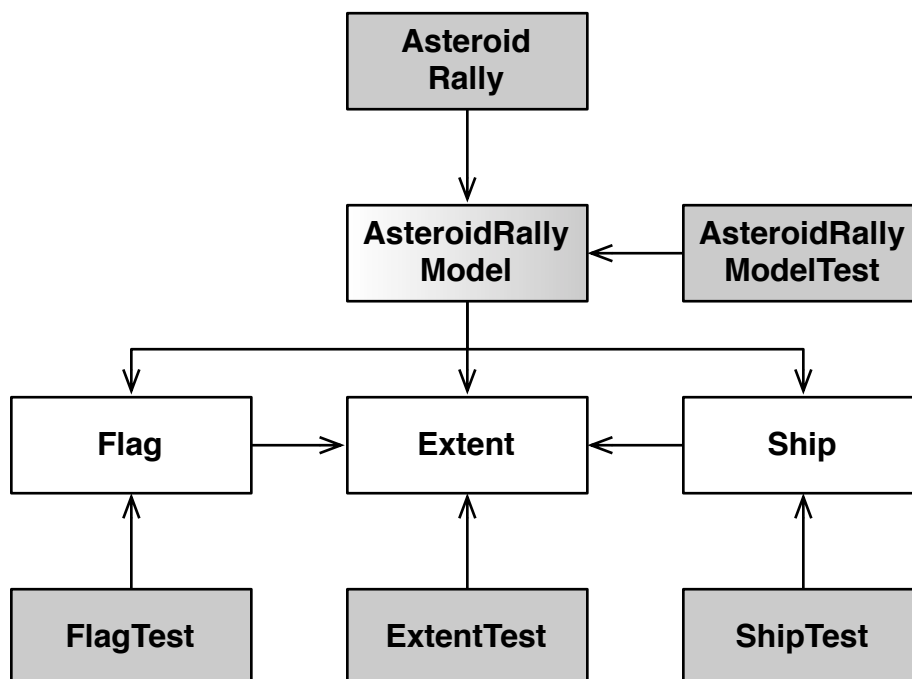 Asteroid
Rally
AsteroidRally
Model
AsteroidRally
ModelTest
Flag
Extent
Ship
FlagTest
ExtentTest
ShipTest